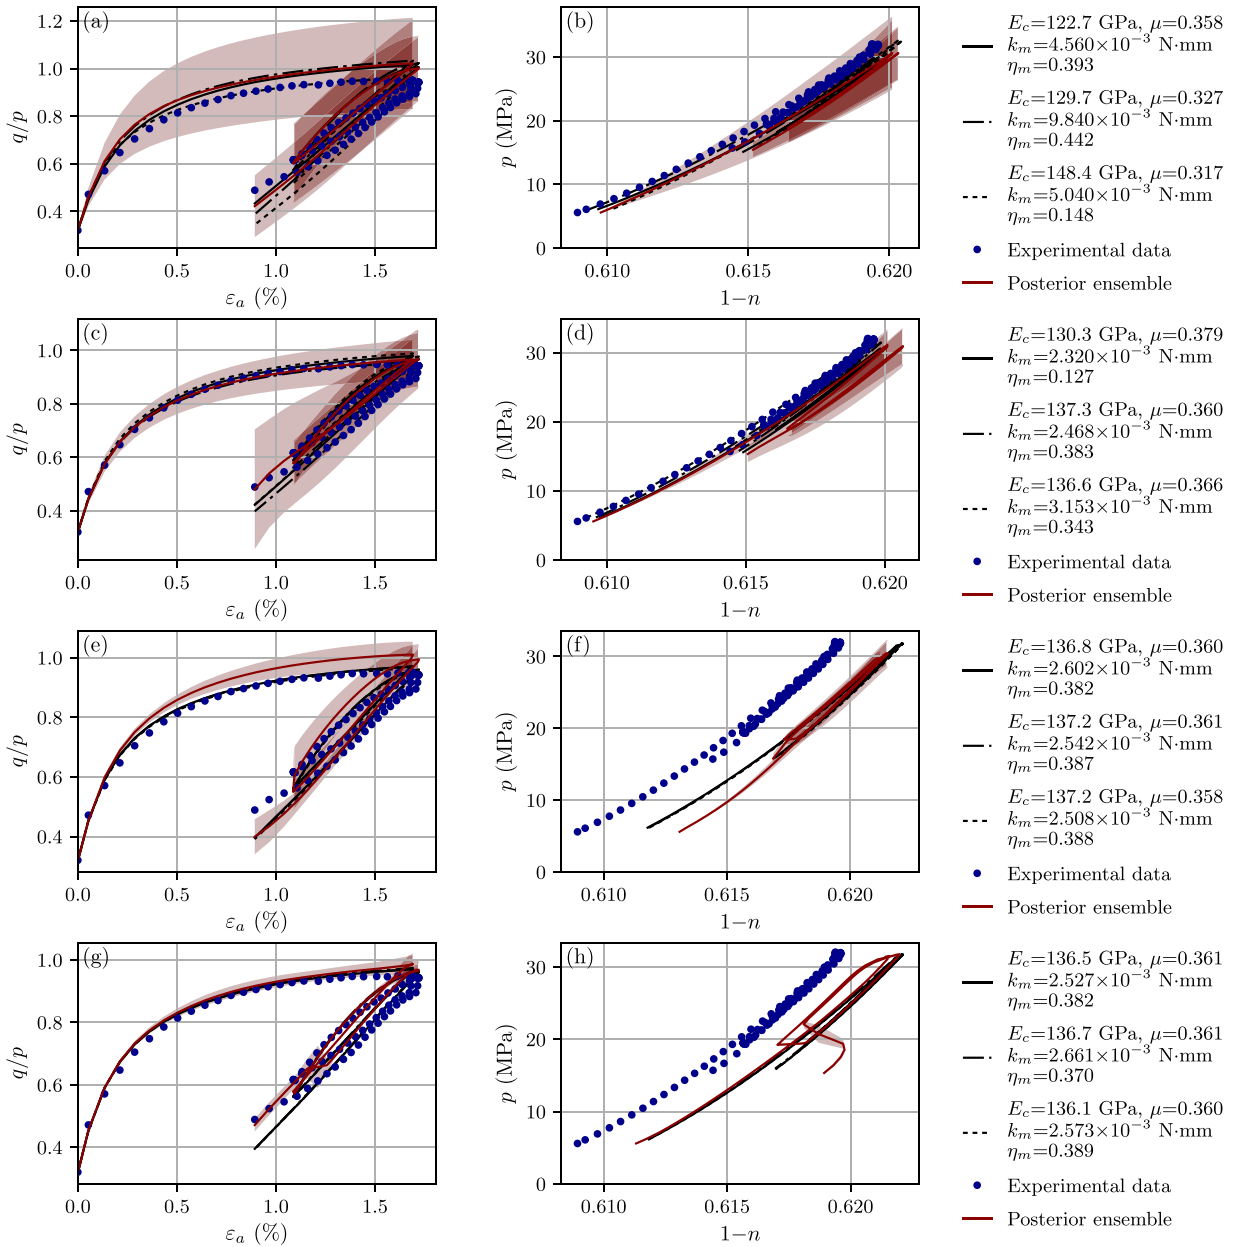 (a)
1.2
1.0
0.8
0.6
0.4
q/p
0.0 0.5 1.0 1.5
εa (%)
(b)
30
20
10
0
p (MPa)
0.610 0.615 0.620
1−n
Ec=122.7 GPa, μ=0.358
km=4.560×10−3 N·mm
ηm=0.393
Ec=129.7 GPa, μ=0.327
km=9.840×10−3 N·mm
ηm=0.442
Ec=148.4 GPa, μ=0.317
km=5.040×10−3 N·mm
ηm=0.148
Experimental data
Posterior ensemble
(c)
1.0
0.8
0.6
0.4
q/p
0.0 0.5 1.0 1.5
εa (%)
(d)
30
20
10
0
p (MPa)
0.610 0.615 0.620
1−n
Ec=130.3 GPa, μ=0.379
km=2.320×10−3 N·mm
ηm=0.127
Ec=137.3 GPa, μ=0.360
km=2.468×10−3 N·mm
ηm=0.383
Ec=136.6 GPa, μ=0.366
km=3.153×10−3 N·mm
ηm=0.343
Experimental data
Posterior ensemble
(e)
1.0
0.8
0.6
0.4
q/p
0.0 0.5 1.0 1.5
εa (%)
(f)
30
20
10
0
p (MPa)
0.610 0.615 0.620
1−n
Ec=136.8 GPa, μ=0.360
km=2.602×10−3 N·mm
ηm=0.382
Ec=137.2 GPa, μ=0.361
km=2.542×10−3 N·mm
ηm=0.387
Ec=137.2 GPa, μ=0.358
km=2.508×10−3 N·mm
ηm=0.388
Experimental data
Posterior ensemble
(g)
1.0
0.8
0.6
0.4
q/p
0.0 0.5 1.0 1.5
εa (%)
(h)
30
20
10
0
p (MPa)
0.610 0.615 0.620
1−n
Ec=136.5 GPa, μ=0.361
km=2.527×10−3 N·mm
ηm=0.382
Ec=136.7 GPa, μ=0.361
km=2.661×10−3 N·mm
ηm=0.370
Ec=136.1 GPa, μ=0.360
km=2.573×10−3 N·mm
ηm=0.389
Experimental data
Posterior ensemble